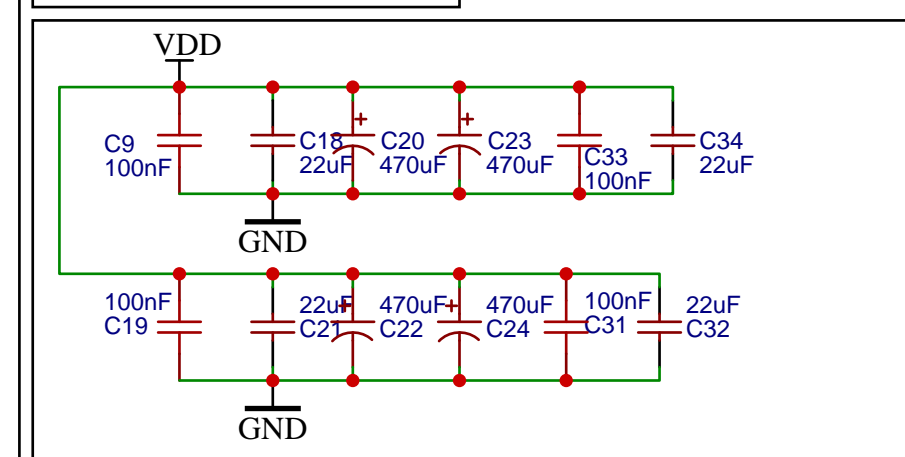 VDD
C9
100nF
C18
22uF
C20
470uF
C23
470uF
C33
100nF
C34
22uF
GND
100nF
C19
22uF
C21
470uF
C22
470uF
C24
100nF
C31
22uF
C32
GND